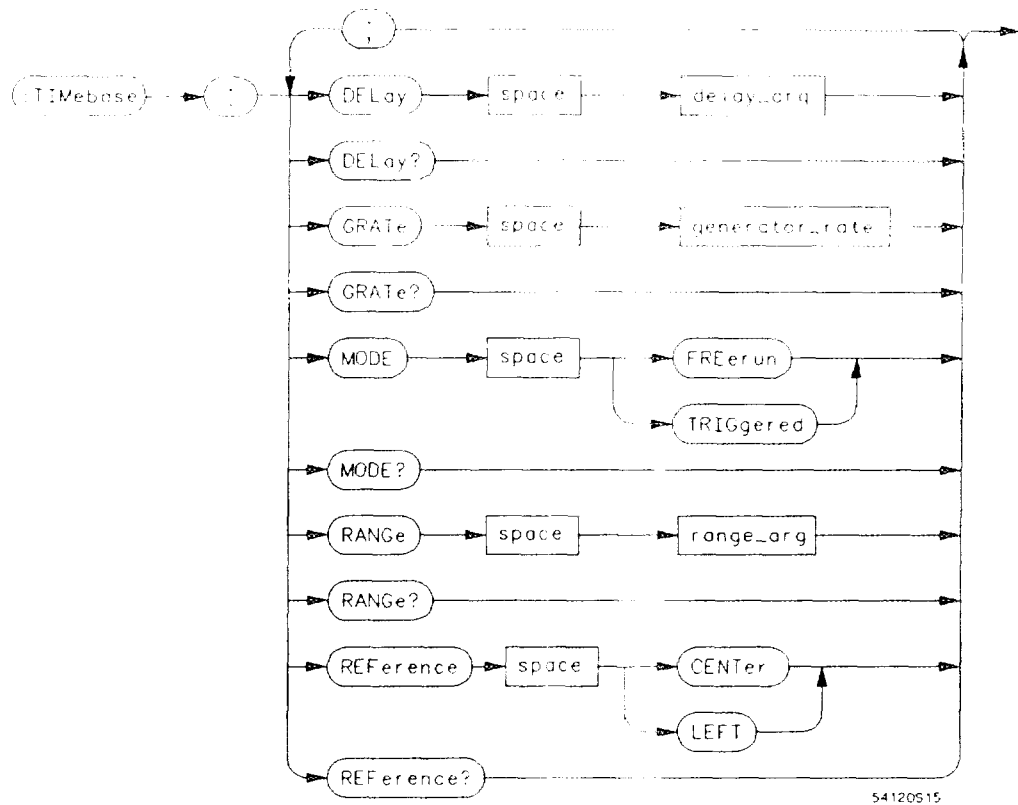 ;
:TIMebase : DELay space delay_arg
DELay?
GRATe space generator_rate
GRATe?
MODE space FREerun
TRIGgered
MODE?
RANGe space range_arg
RANGe?
REFerence space CENTer
LEFT
REFerence?
54120S15